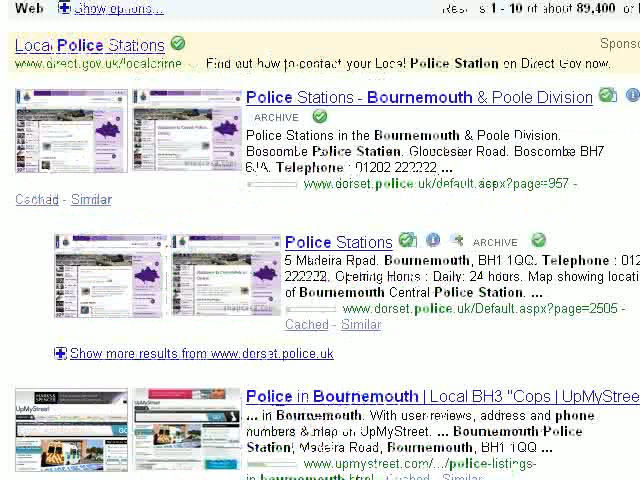 Web Show options...
1 - 10 of about 89,400
Local Police Stations
www.direct.gov.uk/localcrime Find out how to contact your Local Police Station on Direct Gov now.
Police Stations - Bournemouth & Poole Division
ARCHIVE
Police Stations in the Bournemouth & Poole Division.
Boscombe Police Station, Gloucester Road, Boscombe BH7
Telephone : 01202 222222 ...
www.dorset.police.uk/default.aspx?page=957 -
Cached - Similar
Police Stations
ARCHIVE
5 Madeira Road, Bournemouth, BH1 1QQ. Telephone : 012
222222. Opening Hours : Daily: 24 hours. Map showing locati
of Bournemouth Central Police Station. ...
www.dorset.police.uk/Default.aspx?page=2505 -
Cached - Similar
Show more results from www.dorset.police.uk
Police in Bournemouth | Local BH3 "Cops | UpMyStree
... in Bournemouth. With user reviews, address and phone
numbers & map on UpMyStreet. ... Bournemouth Police
Station, Madeira Road, Bournemouth, BH1 1QQ ...
www.upmystreet.com/.../police-listings-
in bournemouth html - Cached - Similar